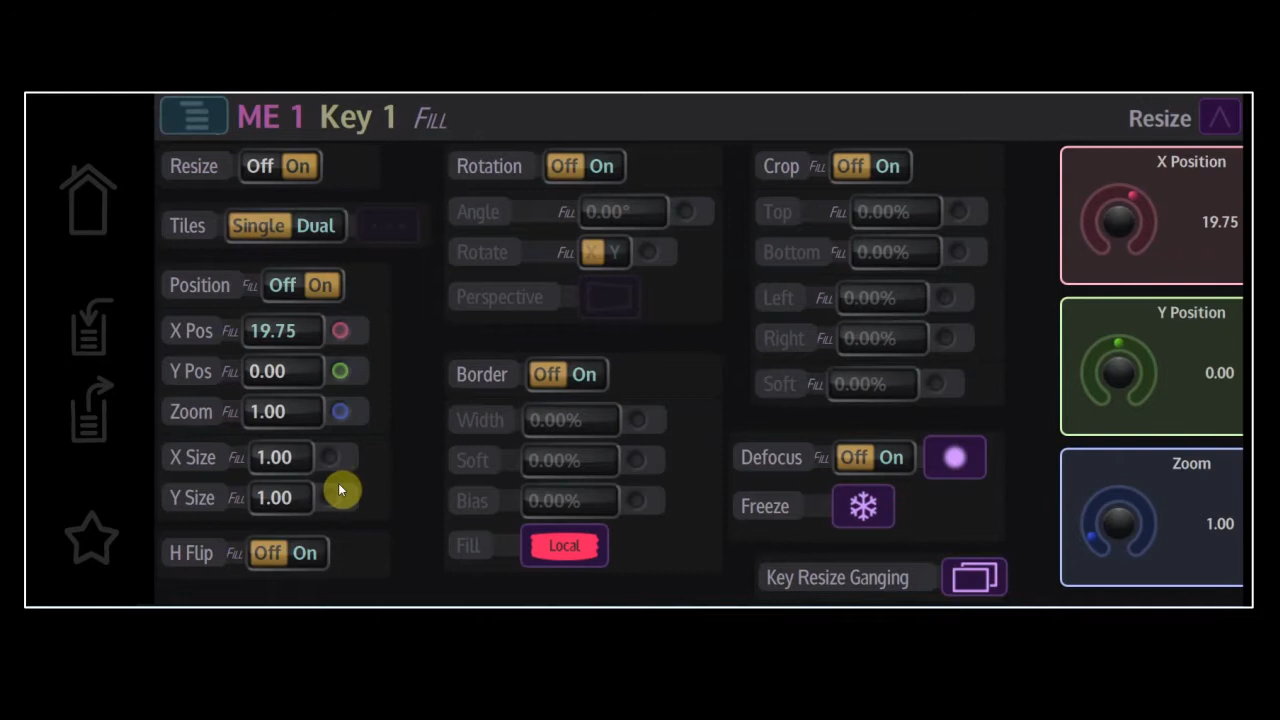 ME 1 Key 1 FILL Resize
Resize Off On
Tiles Single Dual
Position FILL Off On
X Pos FILL 19.75
Y Pos FILL 0.00
Zoom FILL 1.00
X Size FILL 1.00
Y Size FILL 1.00
H Flip FILL Off On
Rotation Off On
Angle FILL 0.00°
Rotate FILL X Y
Perspective
Border Off On
Width 0.00%
Soft 0.00%
Bias 0.00%
Fill Local
Crop FILL Off On
Top FILL 0.00%
Bottom FILL 0.00%
Left FILL 0.00%
Right FILL 0.00%
Soft FILL 0.00%
Defocus FILL Off On
Freeze
Key Resize Ganging
X Position
19.75
Y Position
0.00
Zoom
1.00